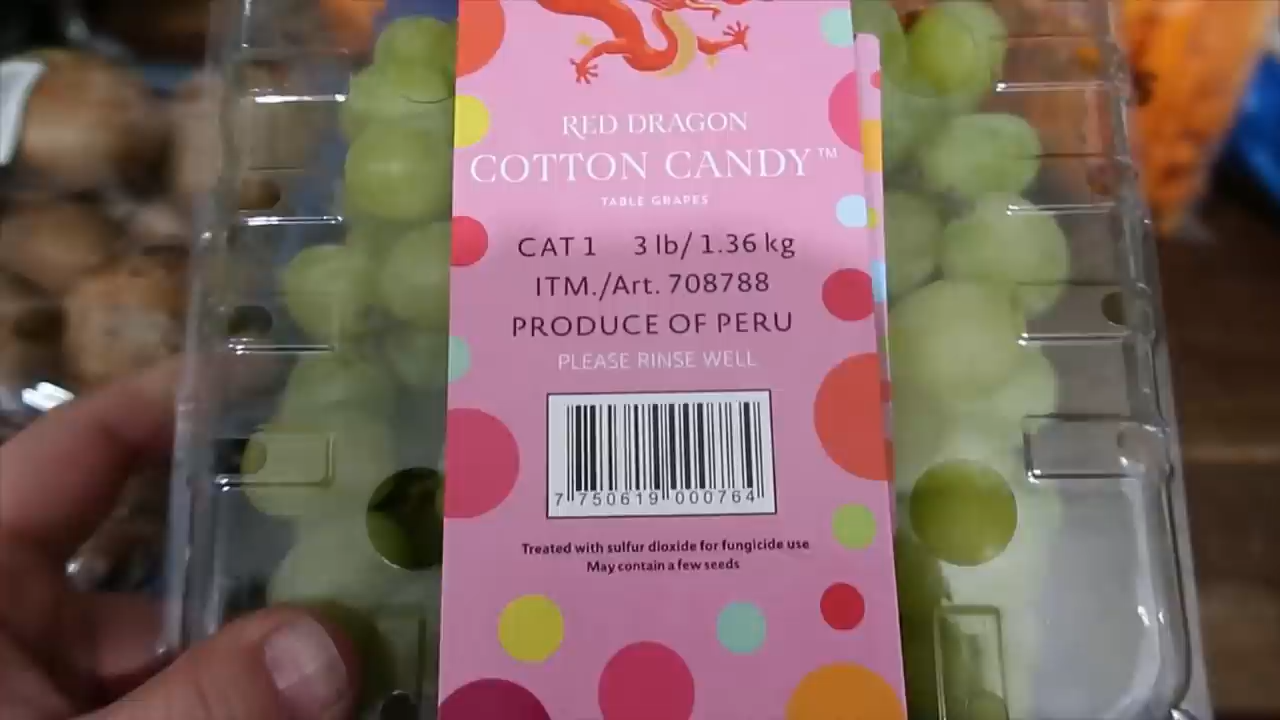 RED DRAGON
COTTON CANDY™
TABLE GRAPES
CAT 1 3 lb/ 1.36 kg
ITM./Art. 708788
PRODUCE OF PERU
PLEASE RINSE WELL
7 750619 000764
Treated with sulfur dioxide for fungicide use
May contain a few seeds